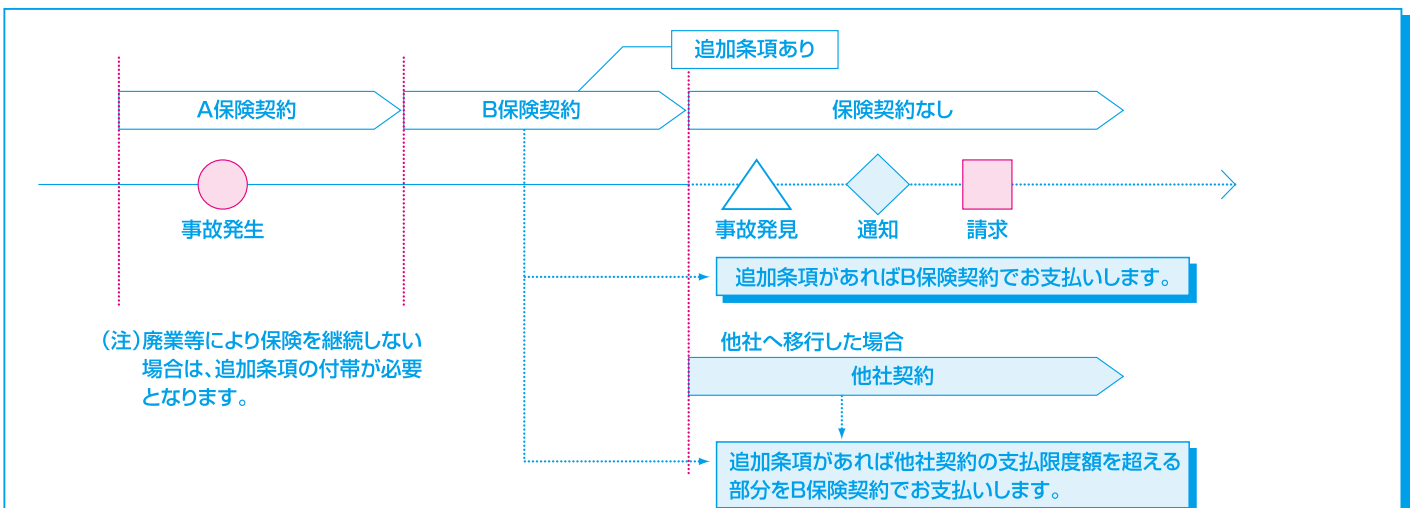 追加条項あり
A保険契約
B保険契約
保険契約なし
事故発生
事故発見
通知
請求
追加条項があればB保険契約でお支払いします。
(注)廃業等により保険を継続しない
場合は、追加条項の付帯が必要
となります。
他社へ移行した場合
他社契約
追加条項があれば他社契約の支払限度額を超える
部分をB保険契約でお支払いします。